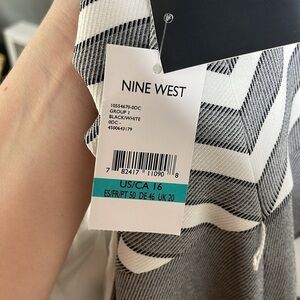 NINE WEST
10554670-0DC
GROUP 1
BLACK/WHITE
0DC -
4500643179
7 82417 11090 8
US/CA 16
ES/FR/PT 50 DE 46 UK 20